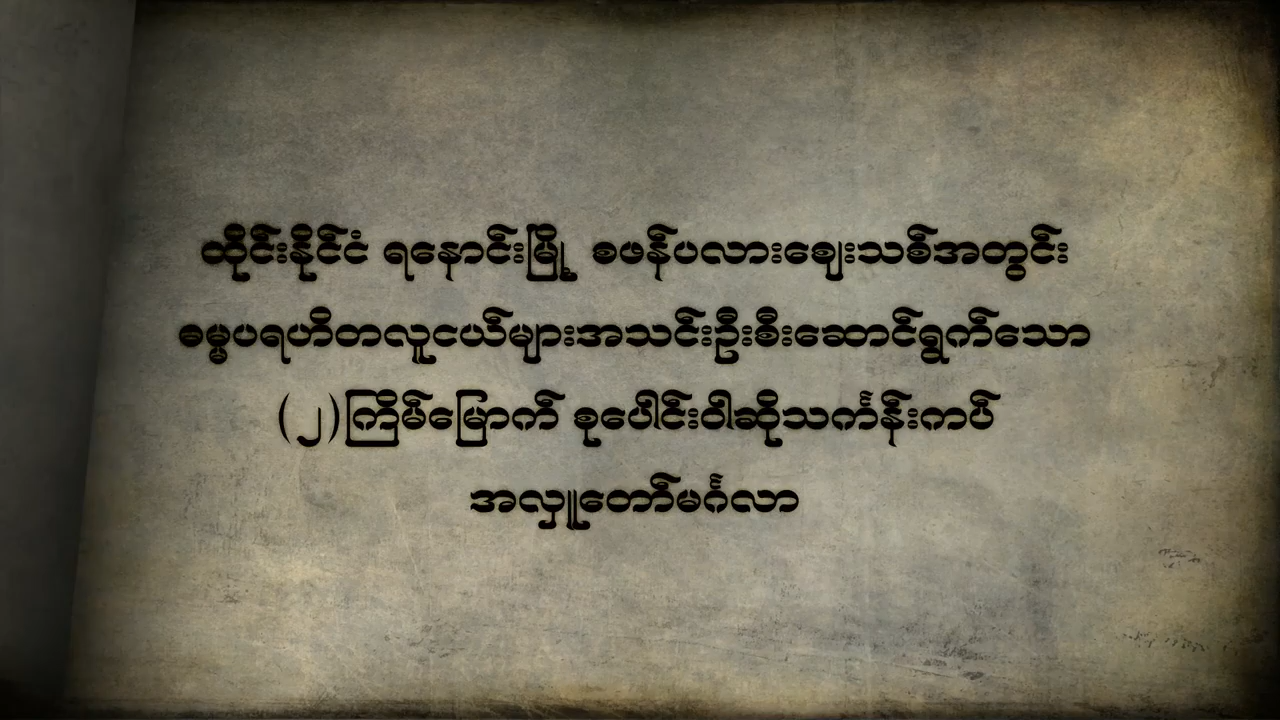 ထိုင်းနိုင်ငံ ရနောင်းမြို့ စဖန်ပလားဈေးသစ်အတွင်း
ဓမ္မပရဟိတလူငယ်များအသင်းဦးစီးဆောင်ရွက်သော
(၂)ကြိမ်မြောက် စုပေါင်းဝါဆိုသင်္ကန်းကပ်
အလှူတော်မင်္ဂလာ